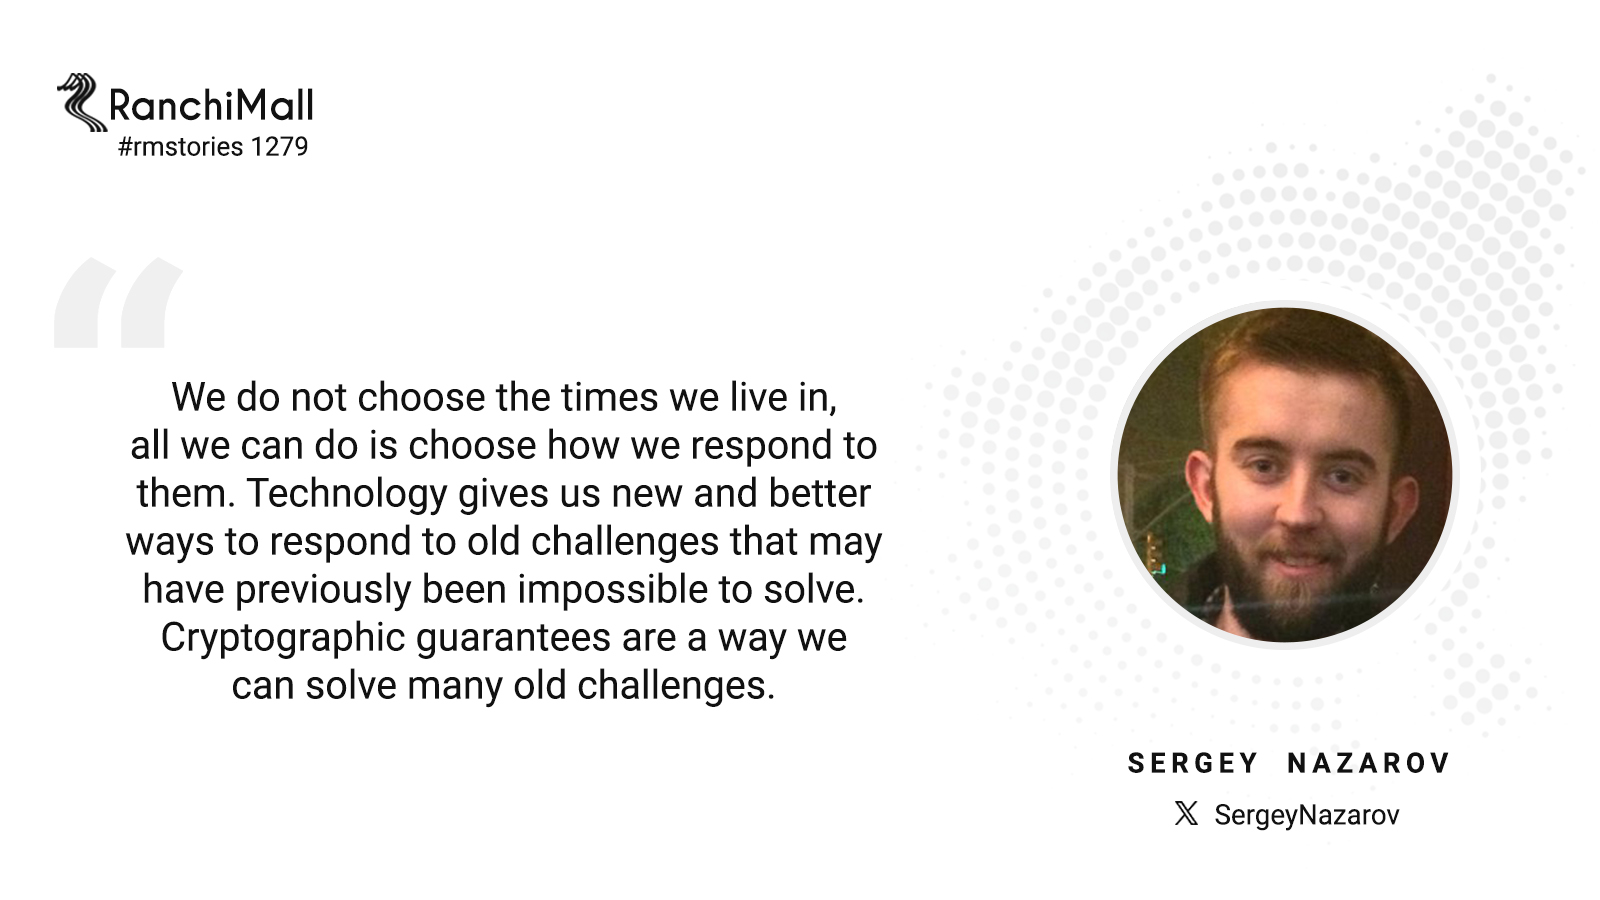 RanchiMall
#rmstories 1279
“
We do not choose the times we live in,
all we can do is choose how we respond to
them. Technology gives us new and better
ways to respond to old challenges that may
have previously been impossible to solve.
Cryptographic guarantees are a way we
can solve many old challenges.
SERGEY NAZAROV
X SergeyNazarov